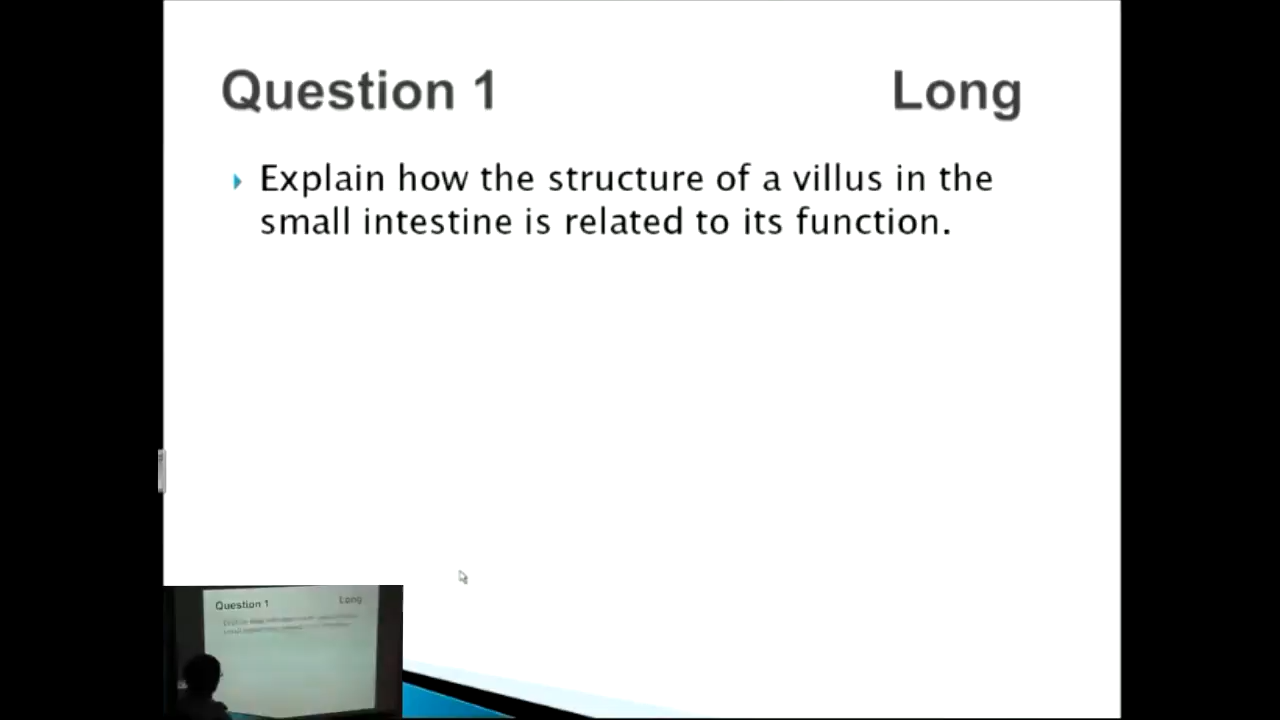 Question 1 Long
Explain how the structure of a villus in the
small intestine is related to its function.
Question 1 Long